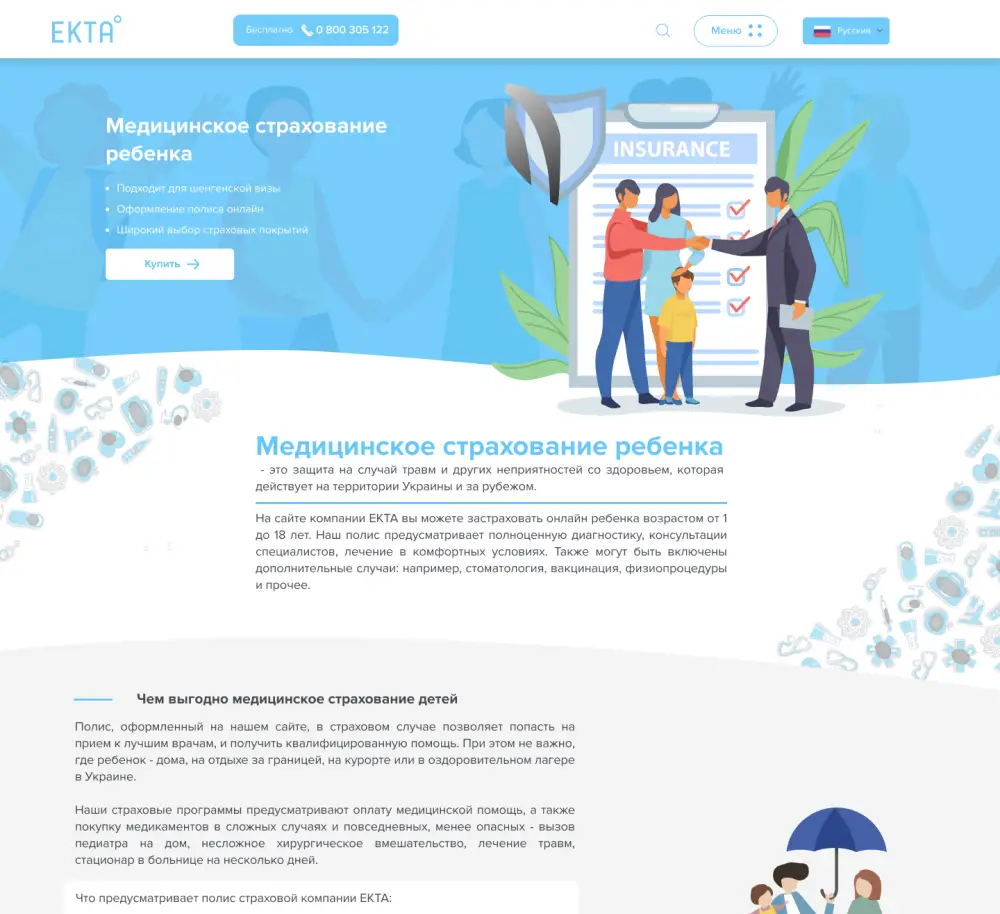 EKTA°
Бесплатно 0 800 305 122
Меню
Русский
Медицинское страхование
ребенка
Подходит для шенгенской визы
Оформление полиса онлайн
Широкий выбор страховых покрытий
Купить
INSURANCE
Медицинское страхование ребенка
- это защита на случай травм и других неприятностей со здоровьем, которая
действует на территории Украины и за рубежом.
На сайте компании ЕКТА вы можете застраховать онлайн ребенка возрастом от 1
до 18 лет. Наш полис предусматривает полноценную диагностику, консультации
специалистов, лечение в комфортных условиях. Также могут быть включены
дополнительные случаи: например, стоматология, вакцинация, физиопроцедуры
и прочее.
Чем выгодно медицинское страхование детей
Полис, оформленный на нашем сайте, в страховом случае позволяет попасть на
прием к лучшим врачам, и получить квалифицированную помощь. При этом не важно,
где ребенок - дома, на отдыхе за границей, на курорте или в оздоровительном лагере
в Украине.
Наши страховые программы предусматривают оплату медицинской помощь, а также
покупку медикаментов в сложных случаях и повседневных, менее опасных - вызов
педиатра на дом, несложное хирургическое вмешательство, лечение травм,
стационар в больнице на несколько дней.
Что предусматривает полис страховой компании ЕКТА: